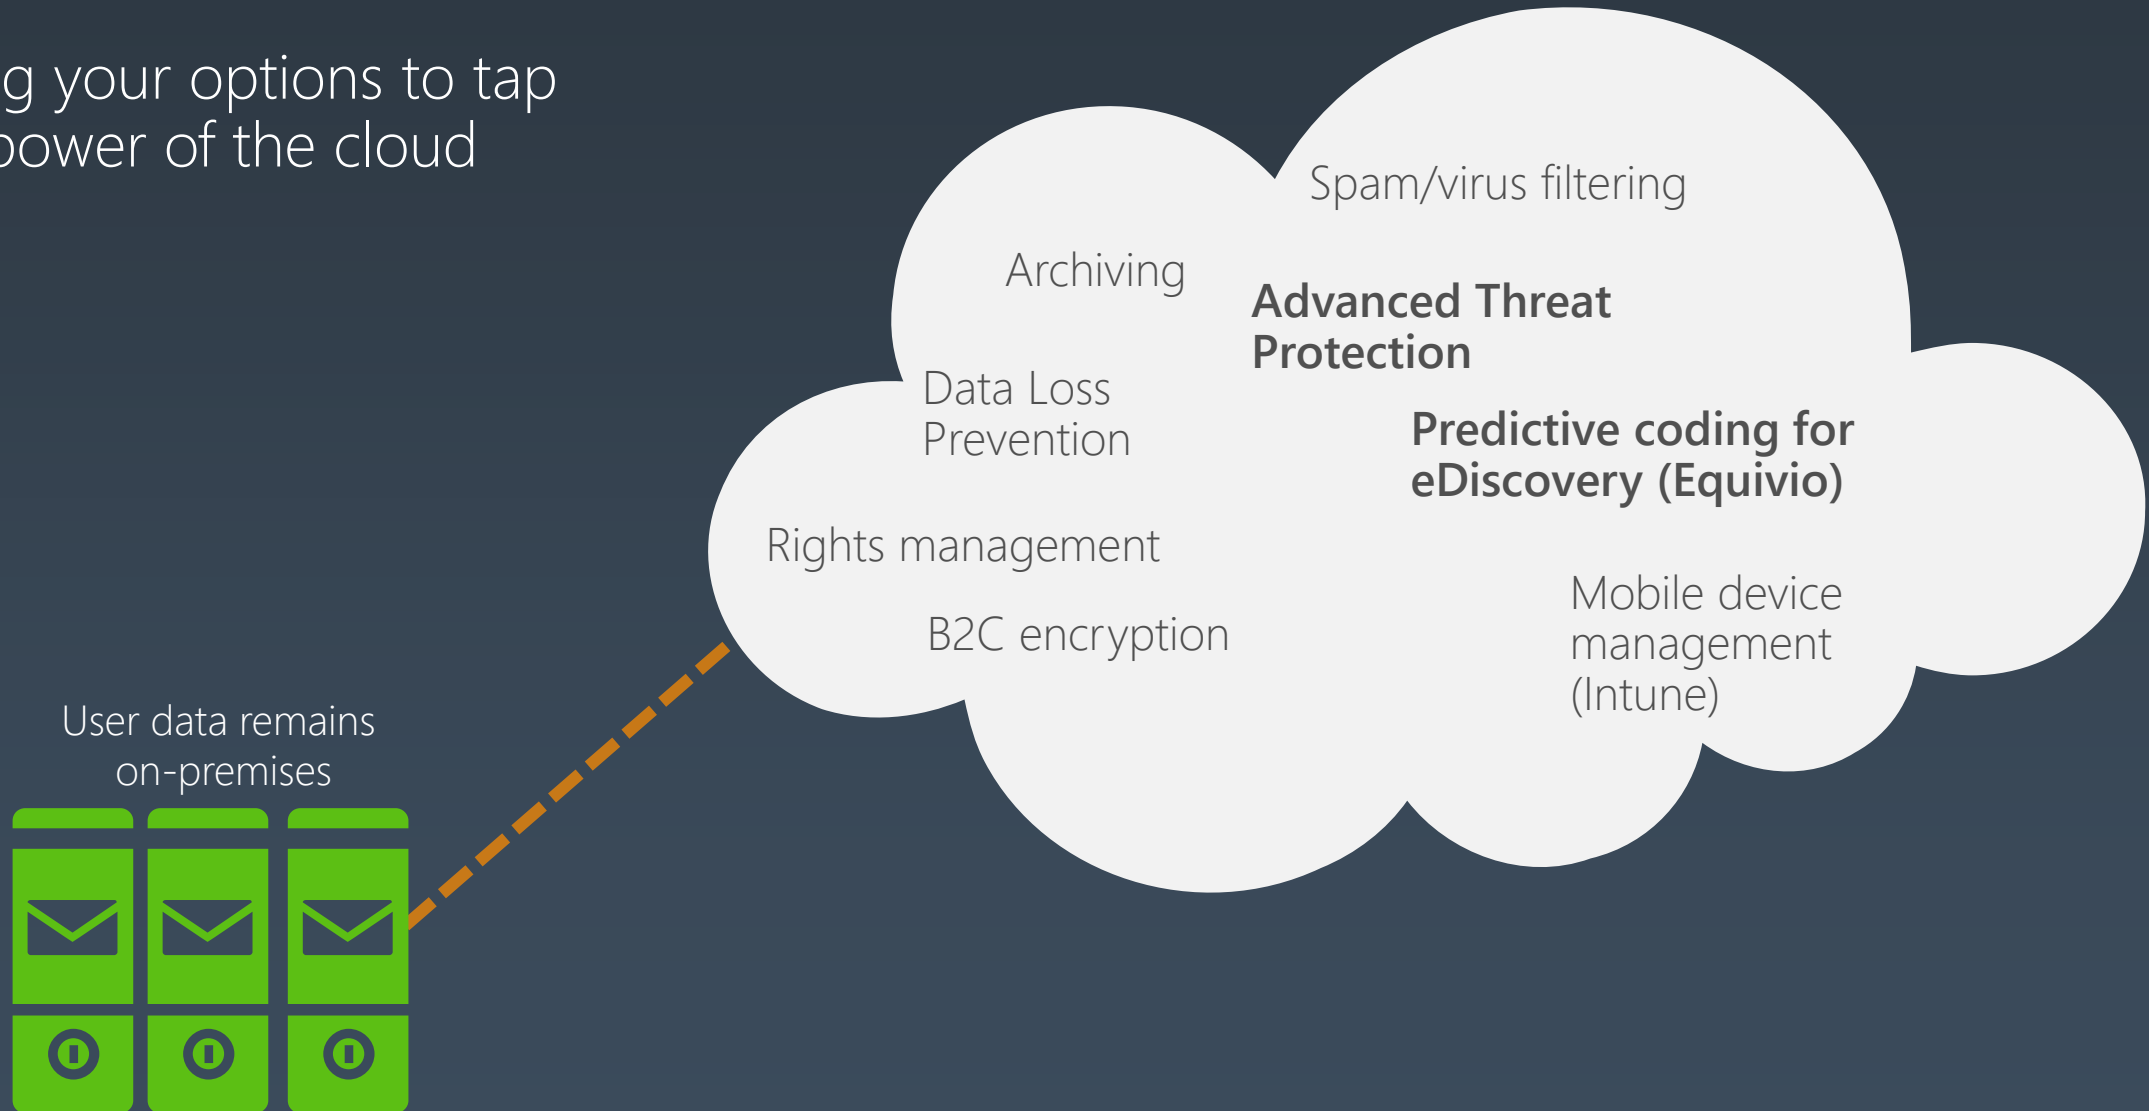 g your options to tap
power of the cloud
Spam/virus filtering
Archiving
Advanced Threat
Protection
Data Loss
Prevention
Predictive coding for
eDiscovery (Equivio)
Rights management
B2C encryption
Mobile device
management
(Intune)
User data remains
on-premises